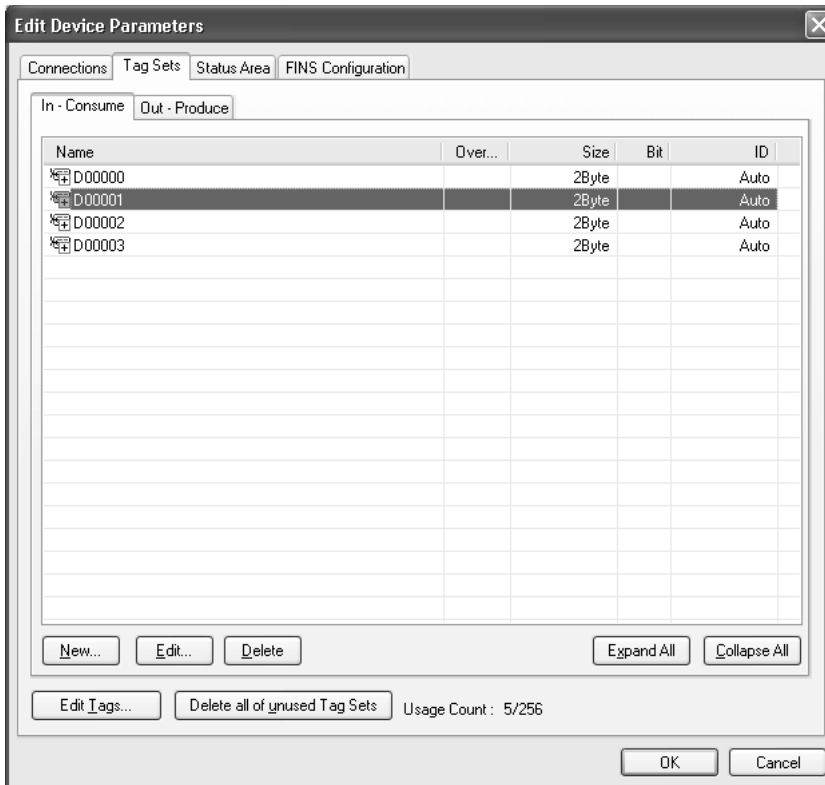 Edit Device Parameters
Connections Tag Sets Status Area FINS Configuration
In - Consume Out - Produce
Name Over... Size Bit ID
D00000 2Byte Auto
D00001 2Byte Auto
D00002 2Byte Auto
D00003 2Byte Auto
New... Edit... Delete Expand All Collapse All
Edit Tags... Delete all of unused Tag Sets Usage Count : 5/256
OK Cancel